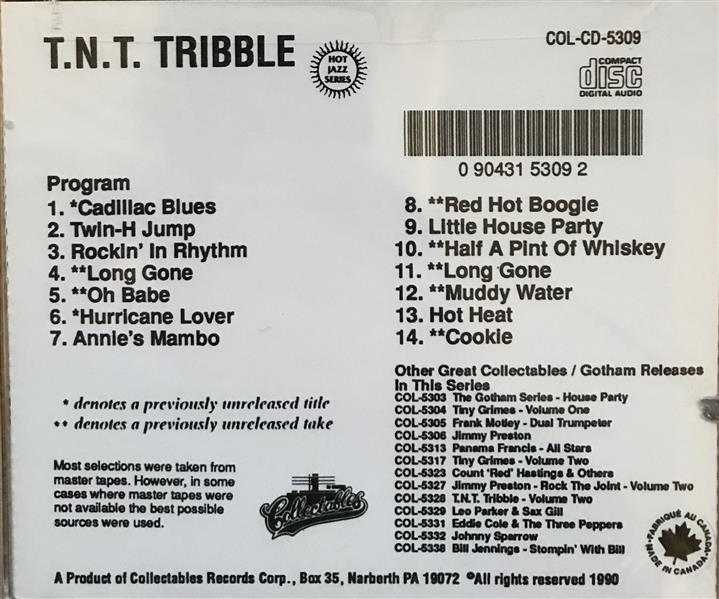 T.N.T. TRIBBLE
HOT
JAZZ
SERIES
COL-CD-5309
COMPACT
disc
DIGITAL AUDIO
0 90431 5309 2
Program
1. *Cadillac Blues
2. Twin-H Jump
3. Rockin' In Rhythm
4. **Long Gone
5. **Oh Babe
6. *Hurricane Lover
7. Annie's Mambo
8. **Red Hot Boogie
9. Little House Party
10. **Half A Pint Of Whiskey
11. **Long Gone
12. **Muddy Water
13. Hot Heat
14. **Cookie
* denotes a previously unreleased title
** denotes a previously unreleased take
Most selections were taken from
master tapes. However, in some
cases where master tapes were
not available the best possible
sources were used.
Collectables
Other Great Collectables / Gotham Releases
In This Series
COL-5303 The Gotham Series - House Party
COL-5304 Tiny Grimes - Volume One
COL-5305 Frank Motley - Dual Trumpeter
COL-5306 Jimmy Preston
COL-5313 Panama Francis - All Stars
COL-5317 Tiny Grimes - Volume Two
COL-5323 Count 'Red' Hastings & Others
COL-5327 Jimmy Preston - Rock The Joint - Volume Two
COL-5328 T.N.T. Tribble - Volume Two
COL-5329 Leo Parker & Sax Gill
COL-5331 Eddie Cole & The Three Peppers
COL-5332 Johnny Sparrow
COL-5338 Bill Jennings - Stompin' With Bill
FABRIQUÉ AU CANADA
MADE IN CANADA
A Product of Collectables Records Corp., Box 35, Narberth PA 19072 ℗All rights reserved 1990